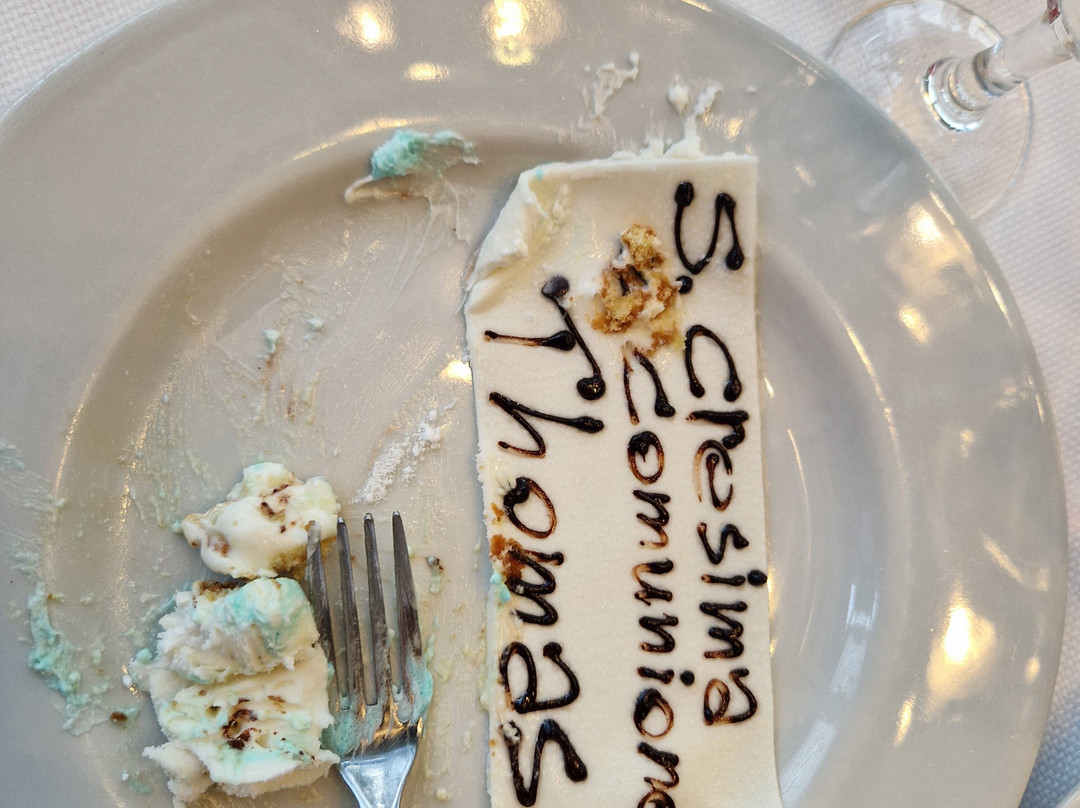 S. Cresima
Comunione
Thomas